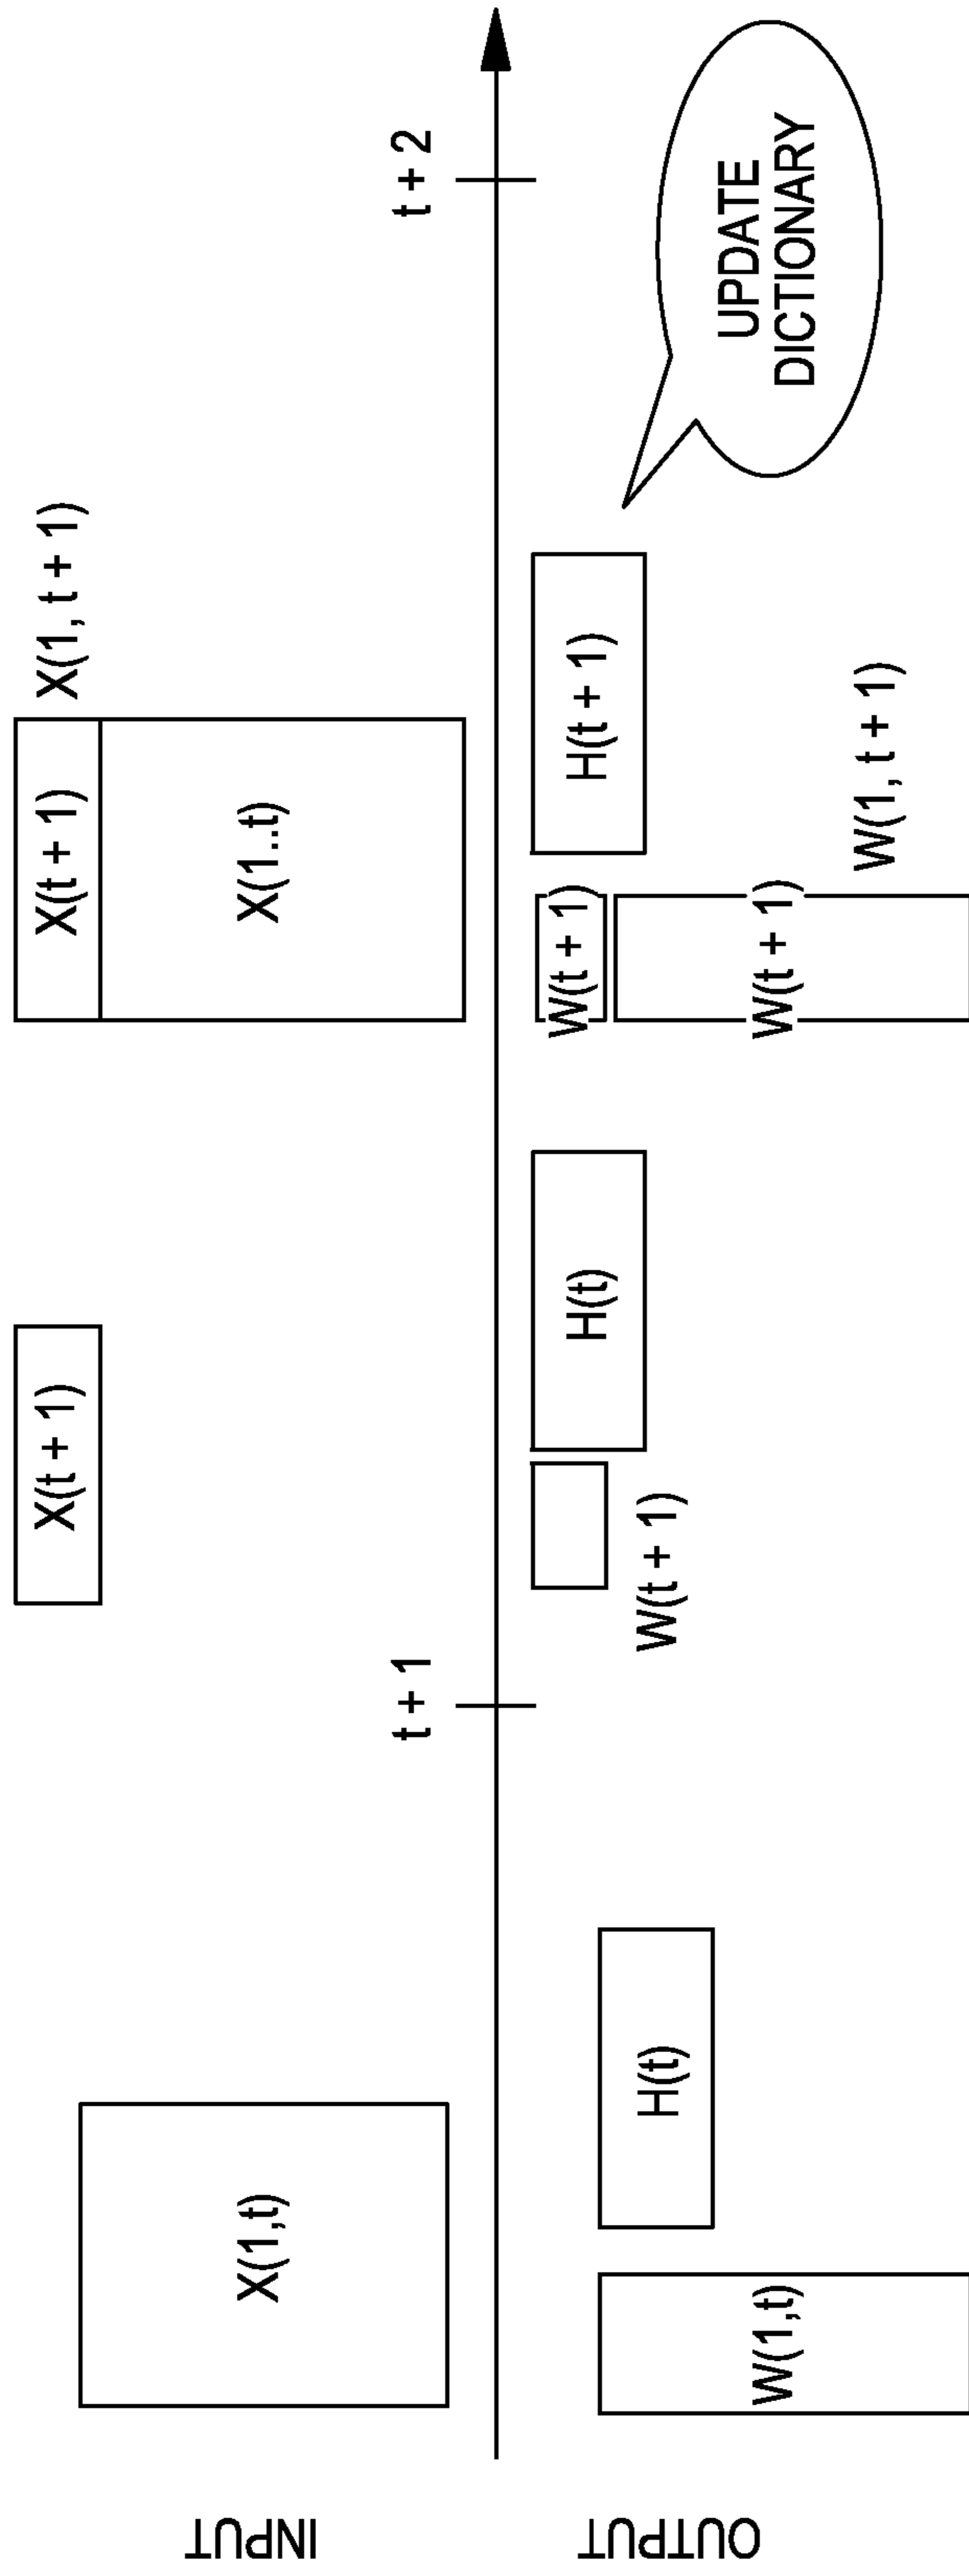 INPUT
X(1,t)
X(t + 1)
X(t + 1)
X(1, t + 1)
X(1..t)
t + 1
t + 2
OUTPUT
W(1,t)
H(t)
W(t + 1)
H(t)
W(t + 1)
W(t + 1)
W(1, t + 1)
H(t + 1)
UPDATE
DICTIONARY